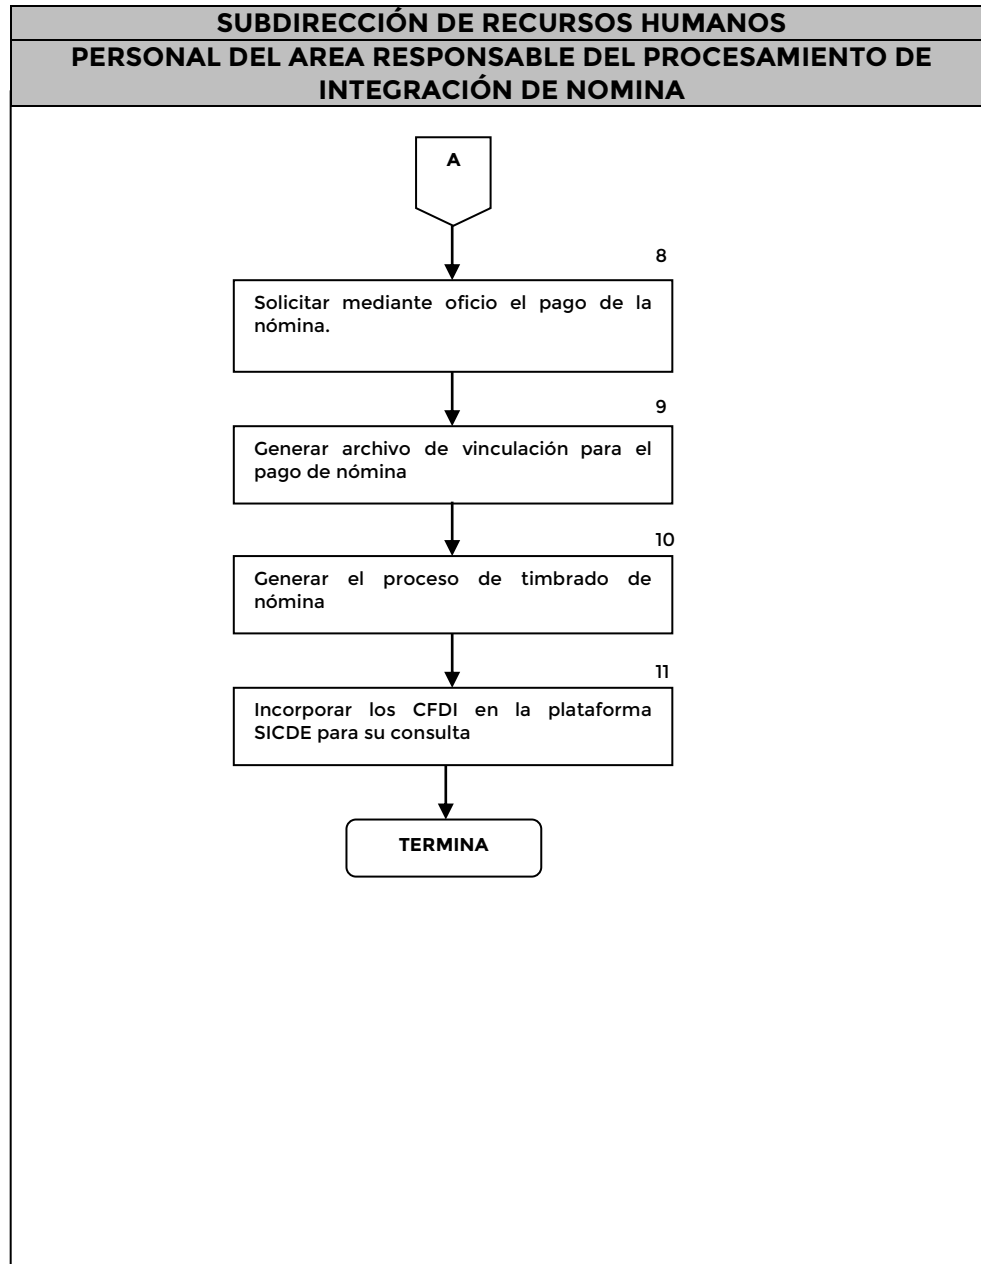 SUBDIRECCIÓN DE RECURSOS HUMANOS
PERSONAL DEL AREA RESPONSABLE DEL PROCESAMIENTO DE
INTEGRACIÓN DE NOMINA
A
8
Solicitar mediante oficio el pago de la
nómina.
9
Generar archivo de vinculación para el
pago de nómina
10
Generar el proceso de timbrado de
nómina
11
Incorporar los CFDI en la plataforma
SICDE para su consulta
TERMINA